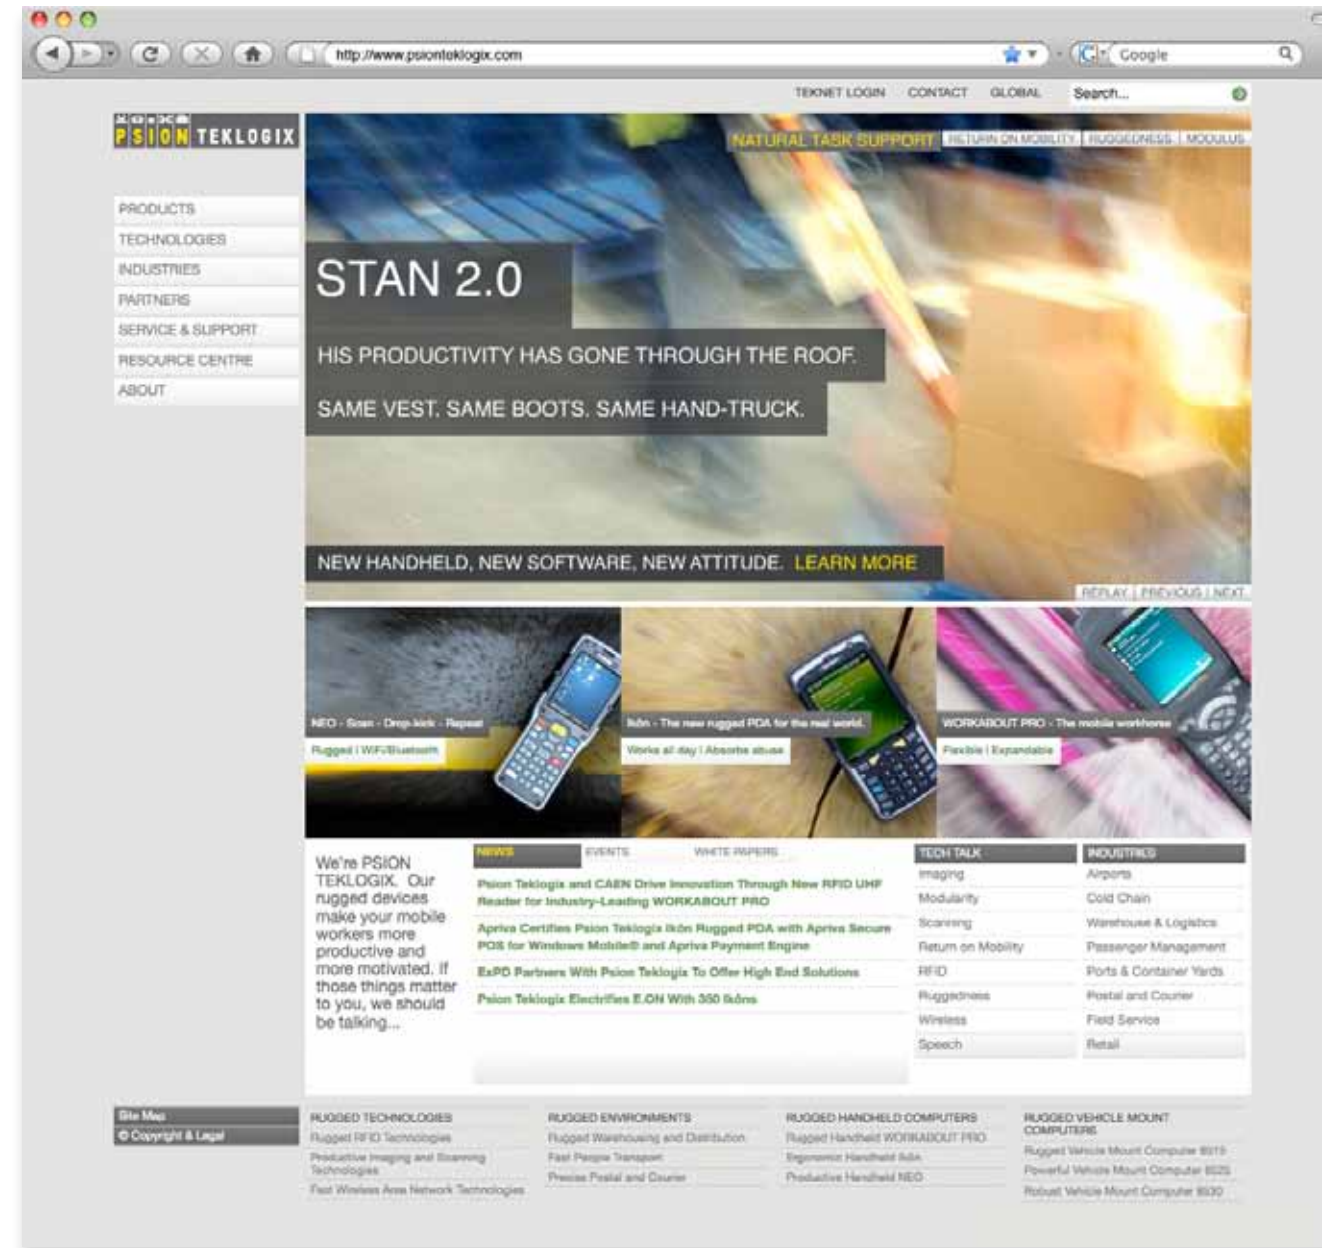 http://www.psionteklogix.com
Google
TEKNET LOGIN CONTACT GLOBAL Search...
PSION TEKLOGIX
NATURAL TASK SUPPORT RETURN ON MOBILITY | RUGGEDNESS | MODULUS
PRODUCTS
TECHNOLOGIES
INDUSTRIES
PARTNERS
SERVICE & SUPPORT
RESOURCE CENTRE
ABOUT
STAN 2.0
HIS PRODUCTIVITY HAS GONE THROUGH THE ROOF.
SAME VEST. SAME BOOTS. SAME HAND-TRUCK.
NEW HANDHELD, NEW SOFTWARE, NEW ATTITUDE. LEARN MORE
REPLAY | PREVIOUS | NEXT
NEO - Scan - Drop-kick - Repeat
Rugged | WiFi/Bluetooth
Ikôn - The new rugged PDA for the real world.
Works all day | Absorbs abuse
WORKABOUT PRO - The mobile workhorse
Flexible | Expandable
We're PSION
TEKLOGIX. Our
rugged devices
make your mobile
workers more
productive and
more motivated. If
those things matter
to you, we should
be talking...
NEWS EVENTS WHITE PAPERS
Psion Teklogix and CAEN Drive Innovation Through New RFID UHF
Reader for Industry-Leading WORKABOUT PRO
Apriva Certifies Psion Teklogix Ikôn Rugged PDA with Apriva Secure
POS for Windows Mobile® and Apriva Payment Engine
ExPD Partners With Psion Teklogix To Offer High End Solutions
Psion Teklogix Electrifies E.ON With 350 Ikôns
TECH TALK
Imaging
Modularity
Scanning
Return on Mobility
RFID
Ruggedness
Wireless
Speech
INDUSTRIES
Airports
Cold Chain
Warehouse & Logistics
Passenger Management
Ports & Container Yards
Postal and Courier
Field Service
Retail
Site Map
© Copyright & Legal
RUGGED TECHNOLOGIES
Rugged RFID Technologies
Productive Imaging and Scanning
Technologies
Fast Wireless Area Network Technologies
RUGGED ENVIRONMENTS
Rugged Warehousing and Distribution
Fast People Transport
Precise Postal and Courier
RUGGED HANDHELD COMPUTERS
Rugged Handheld WORKABOUT PRO
Ergonomic Handheld Ikôn
Productive Handheld NEO
RUGGED VEHICLE MOUNT
COMPUTERS
Rugged Vehicle Mount Computer 8515
Powerful Vehicle Mount Computer 8525
Robust Vehicle Mount Computer 8530